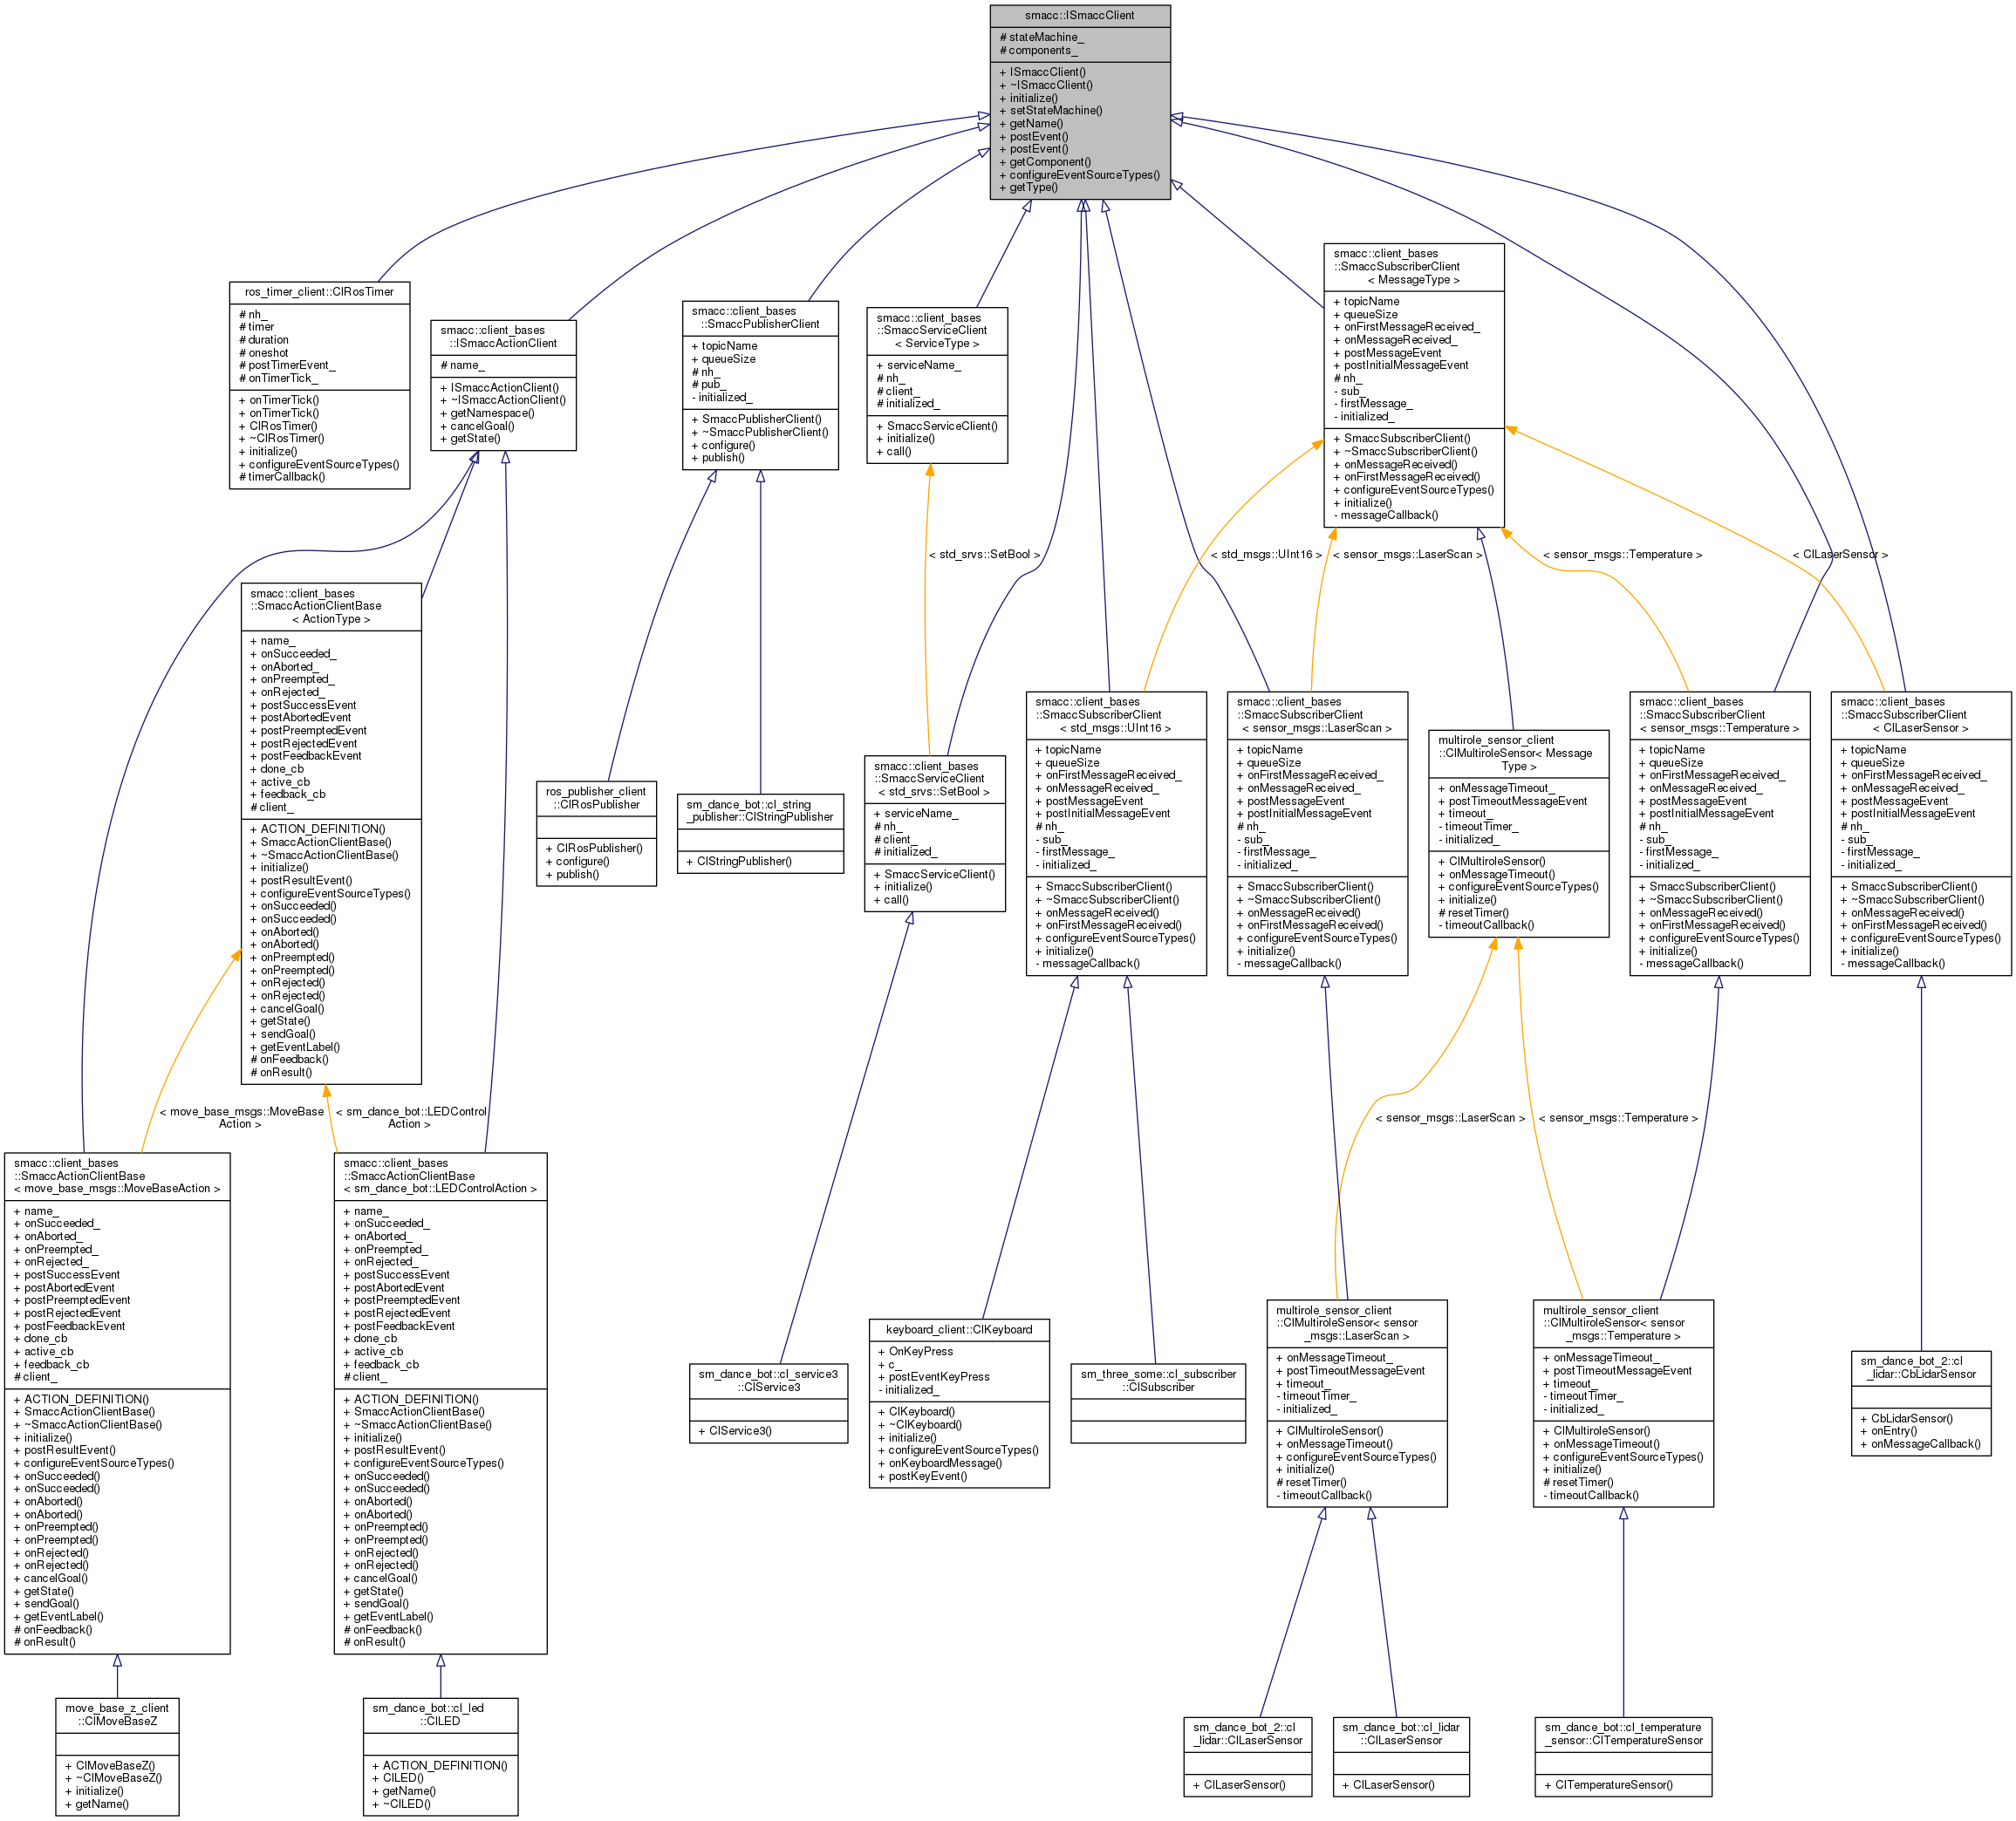 smacc::ISmaccClient
# stateMachine_
# components_
+ ISmaccClient()
+ ~ISmaccClient()
+ initialize()
+ setStateMachine()
+ getName()
+ postEvent()
+ postEvent()
+ getComponent()
+ configureEventSourceTypes()
+ getType()
ros_timer_client::ClRosTimer
# nh_
# timer
# duration
# oneshot
# postTimerEvent_
# onTimerTick_
+ onTimerTick()
+ onTimerTick()
+ ClRosTimer()
+ ~ClRosTimer()
+ initialize()
+ configureEventSourceTypes()
# timerCallback()
smacc::client_bases
::ISmaccActionClient
# name_
+ ISmaccActionClient()
+ ~ISmaccActionClient()
+ getNamespace()
+ cancelGoal()
+ getState()
smacc::client_bases
::SmaccPublisherClient
+ topicName
+ queueSize
# nh_
# pub_
- initialized_
+ SmaccPublisherClient()
+ ~SmaccPublisherClient()
+ configure()
+ publish()
smacc::client_bases
::SmaccServiceClient
< ServiceType >
+ serviceName_
# nh_
# client_
# initialized_
+ SmaccServiceClient()
+ initialize()
+ call()
smacc::client_bases
::SmaccSubscriberClient
< MessageType >
+ topicName
+ queueSize
+ onFirstMessageReceived_
+ onMessageReceived_
+ postMessageEvent
+ postInitialMessageEvent
# nh_
- sub_
- firstMessage_
- initialized_
+ SmaccSubscriberClient()
+ ~SmaccSubscriberClient()
+ onMessageReceived()
+ onFirstMessageReceived()
+ configureEventSourceTypes()
+ initialize()
- messageCallback()
< std_srvs::SetBool >
< std_msgs::UInt16 >
< sensor_msgs::LaserScan >
< sensor_msgs::Temperature >
< ClLaserSensor >
smacc::client_bases
::SmaccActionClientBase
< ActionType >
+ name_
+ onSucceeded_
+ onAborted_
+ onPreempted_
+ onRejected_
+ postSuccessEvent
+ postAbortedEvent
+ postPreemptedEvent
+ postRejectedEvent
+ postFeedbackEvent
+ done_cb
+ active_cb
+ feedback_cb
# client_
+ ACTION_DEFINITION()
+ SmaccActionClientBase()
+ ~SmaccActionClientBase()
+ initialize()
+ postResultEvent()
+ configureEventSourceTypes()
+ onSucceeded()
+ onSucceeded()
+ onAborted()
+ onAborted()
+ onPreempted()
+ onPreempted()
+ onRejected()
+ onRejected()
+ cancelGoal()
+ getState()
+ sendGoal()
+ getEventLabel()
# onFeedback()
# onResult()
ros_publisher_client
::ClRosPublisher
+ ClRosPublisher()
+ configure()
+ publish()
sm_dance_bot::cl_string
_publisher::ClStringPublisher
+ ClStringPublisher()
smacc::client_bases
::SmaccServiceClient
< std_srvs::SetBool >
+ serviceName_
# nh_
# client_
# initialized_
+ SmaccServiceClient()
+ initialize()
+ call()
smacc::client_bases
::SmaccSubscriberClient
< std_msgs::UInt16 >
+ topicName
+ queueSize
+ onFirstMessageReceived_
+ onMessageReceived_
+ postMessageEvent
+ postInitialMessageEvent
# nh_
- sub_
- firstMessage_
- initialized_
+ SmaccSubscriberClient()
+ ~SmaccSubscriberClient()
+ onMessageReceived()
+ onFirstMessageReceived()
+ configureEventSourceTypes()
+ initialize()
- messageCallback()
smacc::client_bases
::SmaccSubscriberClient
< sensor_msgs::LaserScan >
+ topicName
+ queueSize
+ onFirstMessageReceived_
+ onMessageReceived_
+ postMessageEvent
+ postInitialMessageEvent
# nh_
- sub_
- firstMessage_
- initialized_
+ SmaccSubscriberClient()
+ ~SmaccSubscriberClient()
+ onMessageReceived()
+ onFirstMessageReceived()
+ configureEventSourceTypes()
+ initialize()
- messageCallback()
multirole_sensor_client
::ClMultiroleSensor< Message
Type >
+ onMessageTimeout_
+ postTimeoutMessageEvent
+ timeout_
- timeoutTimer_
- initialized_
+ ClMultiroleSensor()
+ onMessageTimeout()
+ configureEventSourceTypes()
+ initialize()
# resetTimer()
- timeoutCallback()
smacc::client_bases
::SmaccSubscriberClient
< sensor_msgs::Temperature >
+ topicName
+ queueSize
+ onFirstMessageReceived_
+ onMessageReceived_
+ postMessageEvent
+ postInitialMessageEvent
# nh_
- sub_
- firstMessage_
- initialized_
+ SmaccSubscriberClient()
+ ~SmaccSubscriberClient()
+ onMessageReceived()
+ onFirstMessageReceived()
+ configureEventSourceTypes()
+ initialize()
- messageCallback()
smacc::client_bases
::SmaccSubscriberClient
< ClLaserSensor >
+ topicName
+ queueSize
+ onFirstMessageReceived_
+ onMessageReceived_
+ postMessageEvent
+ postInitialMessageEvent
# nh_
- sub_
- firstMessage_
- initialized_
+ SmaccSubscriberClient()
+ ~SmaccSubscriberClient()
+ onMessageReceived()
+ onFirstMessageReceived()
+ configureEventSourceTypes()
+ initialize()
- messageCallback()
< move_base_msgs::MoveBase
Action >
< sm_dance_bot::LEDControl
Action >
< sensor_msgs::LaserScan >
< sensor_msgs::Temperature >
smacc::client_bases
::SmaccActionClientBase
< move_base_msgs::MoveBaseAction >
+ name_
+ onSucceeded_
+ onAborted_
+ onPreempted_
+ onRejected_
+ postSuccessEvent
+ postAbortedEvent
+ postPreemptedEvent
+ postRejectedEvent
+ postFeedbackEvent
+ done_cb
+ active_cb
+ feedback_cb
# client_
+ ACTION_DEFINITION()
+ SmaccActionClientBase()
+ ~SmaccActionClientBase()
+ initialize()
+ postResultEvent()
+ configureEventSourceTypes()
+ onSucceeded()
+ onSucceeded()
+ onAborted()
+ onAborted()
+ onPreempted()
+ onPreempted()
+ onRejected()
+ onRejected()
+ cancelGoal()
+ getState()
+ sendGoal()
+ getEventLabel()
# onFeedback()
# onResult()
smacc::client_bases
::SmaccActionClientBase
< sm_dance_bot::LEDControlAction >
+ name_
+ onSucceeded_
+ onAborted_
+ onPreempted_
+ onRejected_
+ postSuccessEvent
+ postAbortedEvent
+ postPreemptedEvent
+ postRejectedEvent
+ postFeedbackEvent
+ done_cb
+ active_cb
+ feedback_cb
# client_
+ ACTION_DEFINITION()
+ SmaccActionClientBase()
+ ~SmaccActionClientBase()
+ initialize()
+ postResultEvent()
+ configureEventSourceTypes()
+ onSucceeded()
+ onSucceeded()
+ onAborted()
+ onAborted()
+ onPreempted()
+ onPreempted()
+ onRejected()
+ onRejected()
+ cancelGoal()
+ getState()
+ sendGoal()
+ getEventLabel()
# onFeedback()
# onResult()
sm_dance_bot::cl_service3
::ClService3
+ ClService3()
keyboard_client::ClKeyboard
+ OnKeyPress
+ c_
+ postEventKeyPress
- initialized_
+ ClKeyboard()
+ ~ClKeyboard()
+ initialize()
+ configureEventSourceTypes()
+ onKeyboardMessage()
+ postKeyEvent()
sm_three_some::cl_subscriber
::ClSubscriber
multirole_sensor_client
::ClMultiroleSensor< sensor
_msgs::LaserScan >
+ onMessageTimeout_
+ postTimeoutMessageEvent
+ timeout_
- timeoutTimer_
- initialized_
+ ClMultiroleSensor()
+ onMessageTimeout()
+ configureEventSourceTypes()
+ initialize()
# resetTimer()
- timeoutCallback()
multirole_sensor_client
::ClMultiroleSensor< sensor
_msgs::Temperature >
+ onMessageTimeout_
+ postTimeoutMessageEvent
+ timeout_
- timeoutTimer_
- initialized_
+ ClMultiroleSensor()
+ onMessageTimeout()
+ configureEventSourceTypes()
+ initialize()
# resetTimer()
- timeoutCallback()
sm_dance_bot_2::cl
_lidar::CbLidarSensor
+ CbLidarSensor()
+ onEntry()
+ onMessageCallback()
move_base_z_client
::ClMoveBaseZ
+ ClMoveBaseZ()
+ ~ClMoveBaseZ()
+ initialize()
+ getName()
sm_dance_bot::cl_led
::ClLED
+ ACTION_DEFINITION()
+ ClLED()
+ getName()
+ ~ClLED()
sm_dance_bot_2::cl
_lidar::ClLaserSensor
+ ClLaserSensor()
sm_dance_bot::cl_lidar
::ClLaserSensor
+ ClLaserSensor()
sm_dance_bot::cl_temperature
_sensor::ClTemperatureSensor
+ ClTemperatureSensor()